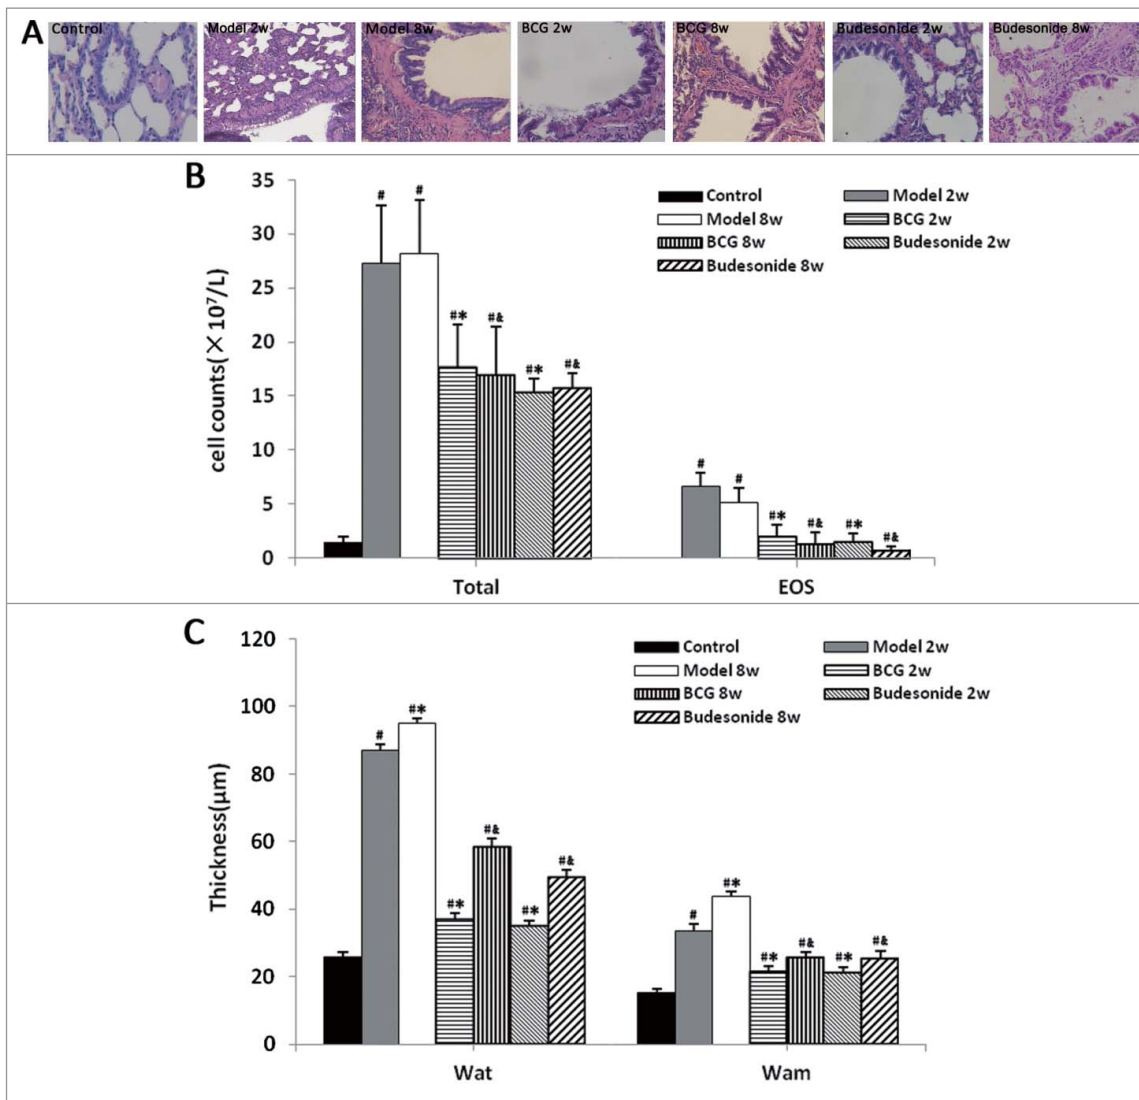 A
Control
Model 2w
Model 8w
BCG 2w
BCG 8w
Budesonide 2w
Budesonide 8w
B
35
30
25
20
15
10
5
0
cell counts(×10⁷/L)
Control
Model 2w
Model 8w
BCG 2w
BCG 8w
Budesonide 2w
Budesonide 8w
#
#
#*
#&
#*
#&
#
#
#*
#&
#*
#&
Total
EOS
C
120
100
80
60
40
20
0
Thickness(μm)
Control
Model 2w
Model 8w
BCG 2w
BCG 8w
Budesonide 2w
Budesonide 8w
#
#*
#*
#&
#*
#&
#
#*
#*
#&
#*
#&
Wat
Wam